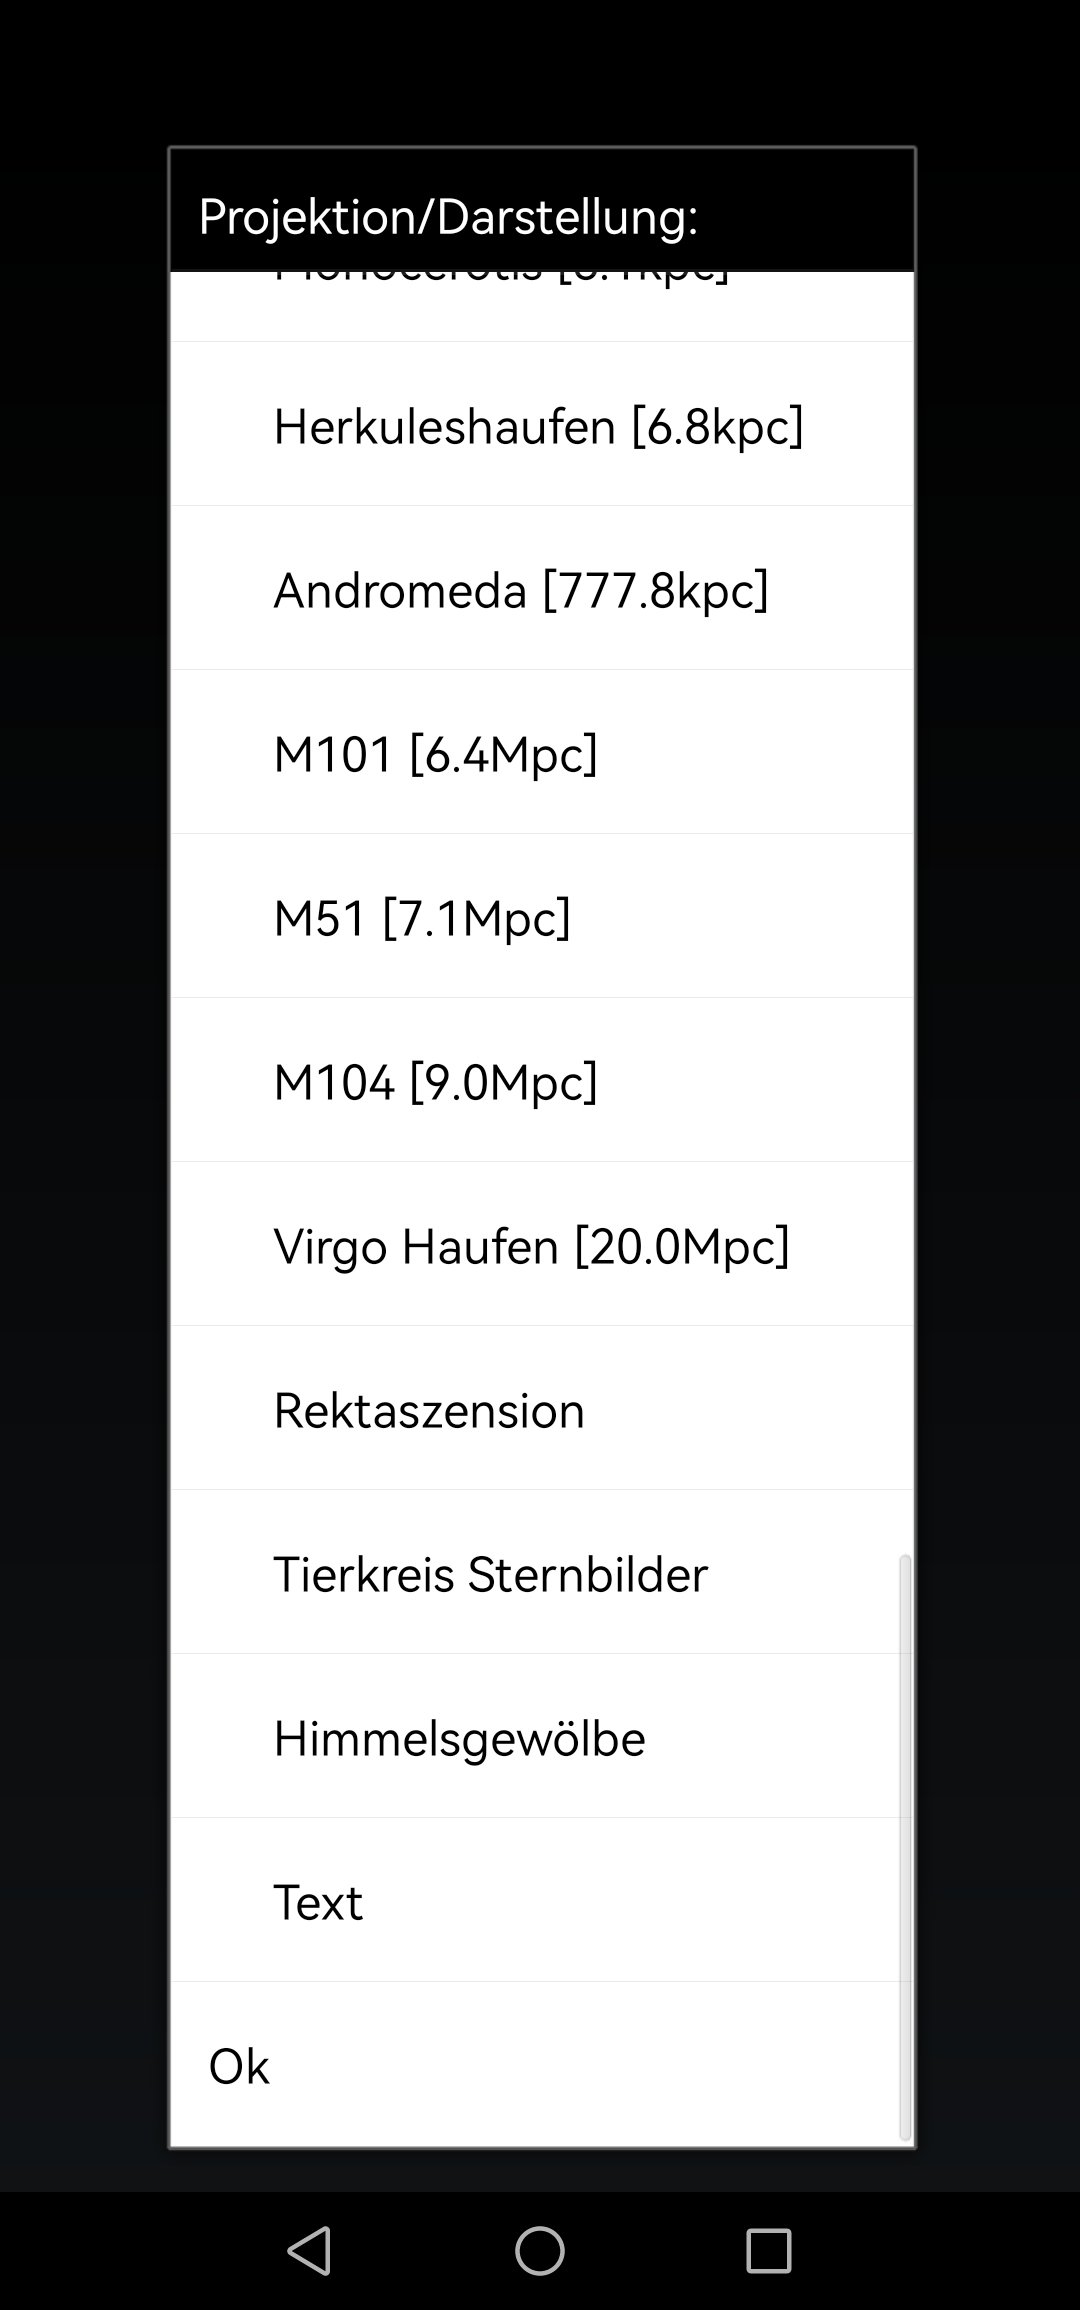 Projektion/Darstellung:
Herkuleshaufen [6.8kpc]
Andromeda [777.8kpc]
M101 [6.4Mpc]
M51 [7.1Mpc]
M104 [9.0Mpc]
Virgo Haufen [20.0Mpc]
Rektaszension
Tierkreis Sternbilder
Himmelsgewölbe
Text
Ok